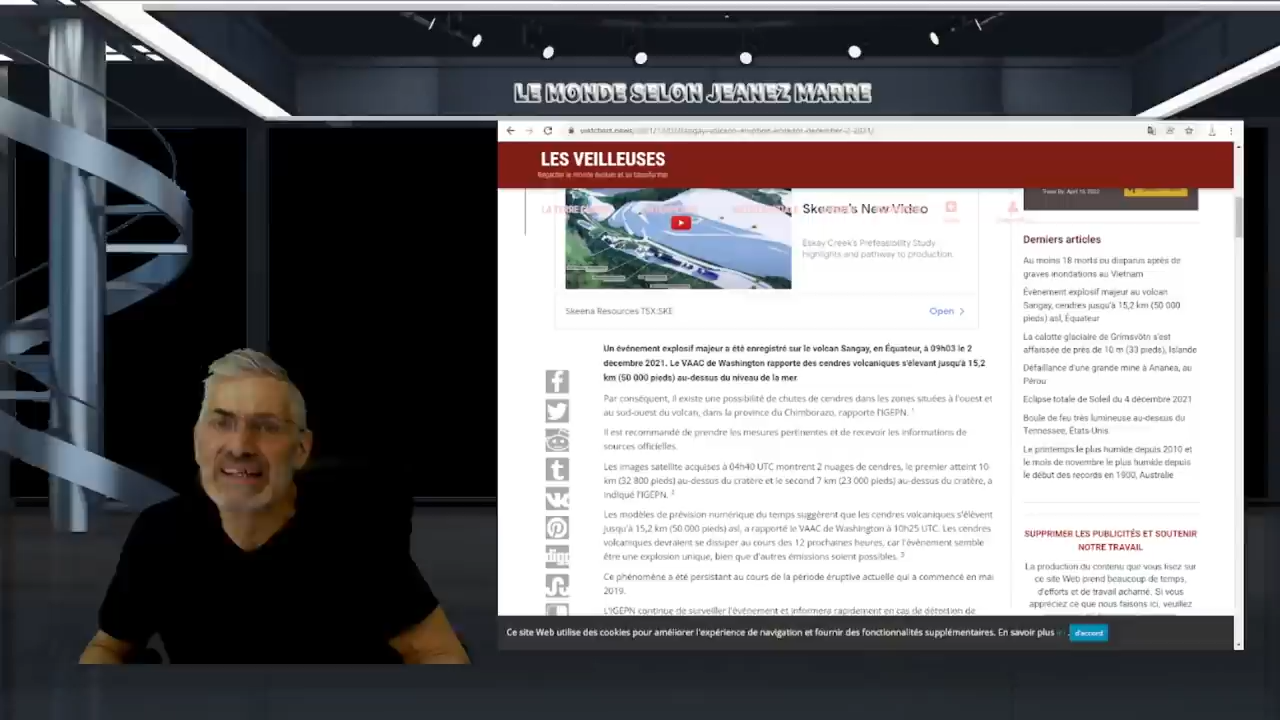 LE MONDE SELON JEANEZ MARRE
LES VEILLEUSES
Regarder le monde évoluer et se transformer
Skeena's New Video
Eskay Creek's Prefeasibility Study
highlights and pathway to production.
Skeena Resources TSX:SKE
Open
Un événement explosif majeur a été enregistré sur le volcan Sangay, en Équateur, à 09h03 le 2
décembre 2021. Le VAAC de Washington rapporte des cendres volcaniques s'élevant jusqu'à 15,2
km (50 000 pieds) au-dessus du niveau de la mer.
Par conséquent, il existe une possibilité de chutes de cendres dans les zones situées à l'ouest et
au sud-ouest du volcan, dans la province du Chimborazo, rapporte l'IGEPN. 1
Il est recommandé de prendre les mesures pertinentes et de recevoir les informations de
sources officielles.
Les images satellite acquises à 04h40 UTC montrent 2 nuages de cendres, le premier atteint 10
km (32 800 pieds) au-dessus du cratère et le second 7 km (23 000 pieds) au-dessus du cratère, a
indiqué l'IGEPN. 2
Les modèles de prévision numérique du temps suggèrent que les cendres volcaniques s'élèvent
jusqu'à 15,2 km (50 000 pieds) asl, a rapporté le VAAC de Washington à 10h25 UTC. Les cendres
volcaniques devraient se dissiper au cours des 12 prochaines heures, car l'événement semble
être une explosion unique, bien que d'autres émissions soient possibles. 3
Ce phénomène a été persistant au cours de la période éruptive actuelle qui a commencé en mai
2019.
L'IGEPN continue de surveiller l'événement et informera rapidement en cas de détection de
digg
Derniers articles
Au moins 18 morts ou disparus après de
graves inondations au Vietnam
Évènement explosif majeur au volcan
Sangay, cendres jusqu'à 15,2 km (50 000
pieds) asl, Équateur
La calotte glaciaire de Grímsvötn s'est
affaissée de près de 10 m (33 pieds), Islande
Défaillance d'une grande mine à Ananea, au
Pérou
Eclipse totale de Soleil du 4 décembre 2021
Boule de feu très lumineuse au-dessus du
Tennessee, États-Unis
Le printemps le plus humide depuis 2010 et
le mois de novembre le plus humide depuis
le début des records en 1900, Australie
SUPPRIMER LES PUBLICITÉS ET SOUTENIR
NOTRE TRAVAIL
La production du contenu que vous lisez sur
ce site Web prend beaucoup de temps,
d'efforts et de travail acharné. Si vous
appréciez ce que nous faisons ici, veuillez
Ce site Web utilise des cookies pour améliorer l'expérience de navigation et fournir des fonctionnalités supplémentaires. En savoir plus
d'accord